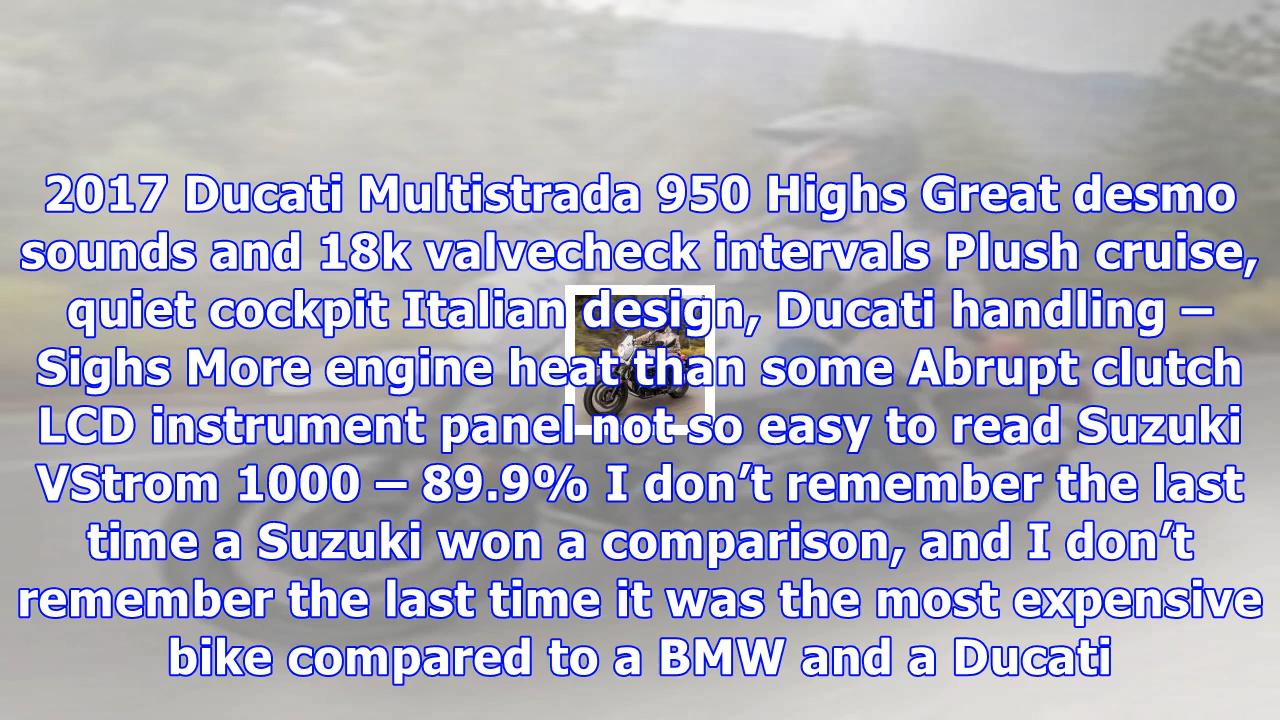 2017 Ducati Multistrada 950 Highs Great desmo
sounds and 18k valvecheck intervals Plush cruise,
quiet cockpit Italian design, Ducati handling –
Sighs More engine heat than some Abrupt clutch
LCD instrument panel not so easy to read Suzuki
VStrom 1000 – 89.9% I don’t remember the last
time a Suzuki won a comparison, and I don’t
remember the last time it was the most expensive
bike compared to a BMW and a Ducati